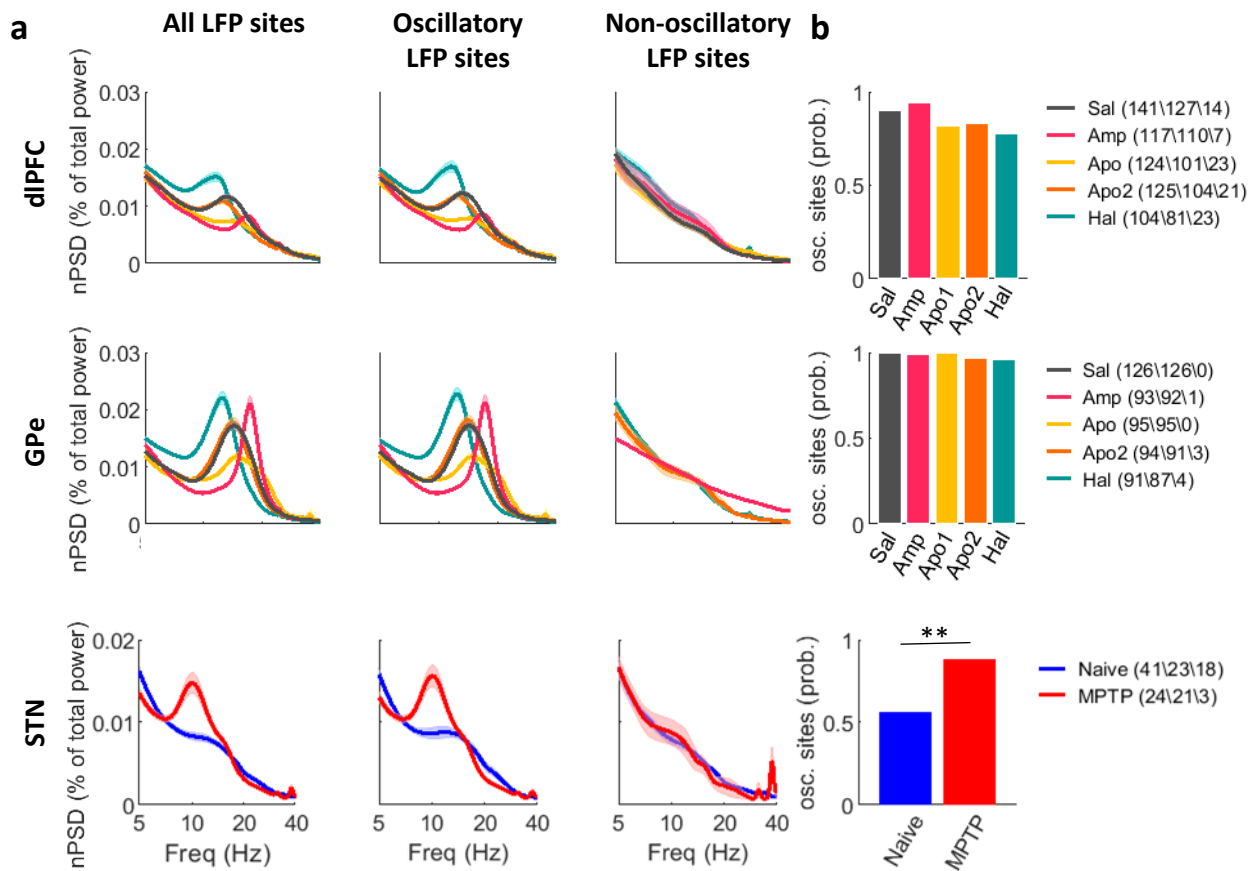 a
All LFP sites
Oscillatory
LFP sites
Non-oscillatory
LFP sites
b
dlPFC
nPSD (% of total power)
0.03
0.02
0.01
0
osc. sites (prob.)
1
0.5
0
Sal
Amp
Apo1
Apo2
Hal
Sal (141\127\14)
Amp (117\110\7)
Apo (124\101\23)
Apo2 (125\104\21)
Hal (104\81\23)
GPe
nPSD (% of total power)
0.03
0.02
0.01
0
osc. sites (prob.)
1
0.5
0
Sal
Amp
Apo1
Apo2
Hal
Sal (126\126\0)
Amp (93\92\1)
Apo (95\95\0)
Apo2 (94\91\3)
Hal (91\87\4)
STN
nPSD (% of total power)
0.02
0.01
0
5 10 20 40
Freq (Hz)
5 10 20 40
Freq (Hz)
5 10 20 40
Freq (Hz)
osc. sites (prob.)
1
0.5
0
**
Naive
MPTP
Naive (41\23\18)
MPTP (24\21\3)